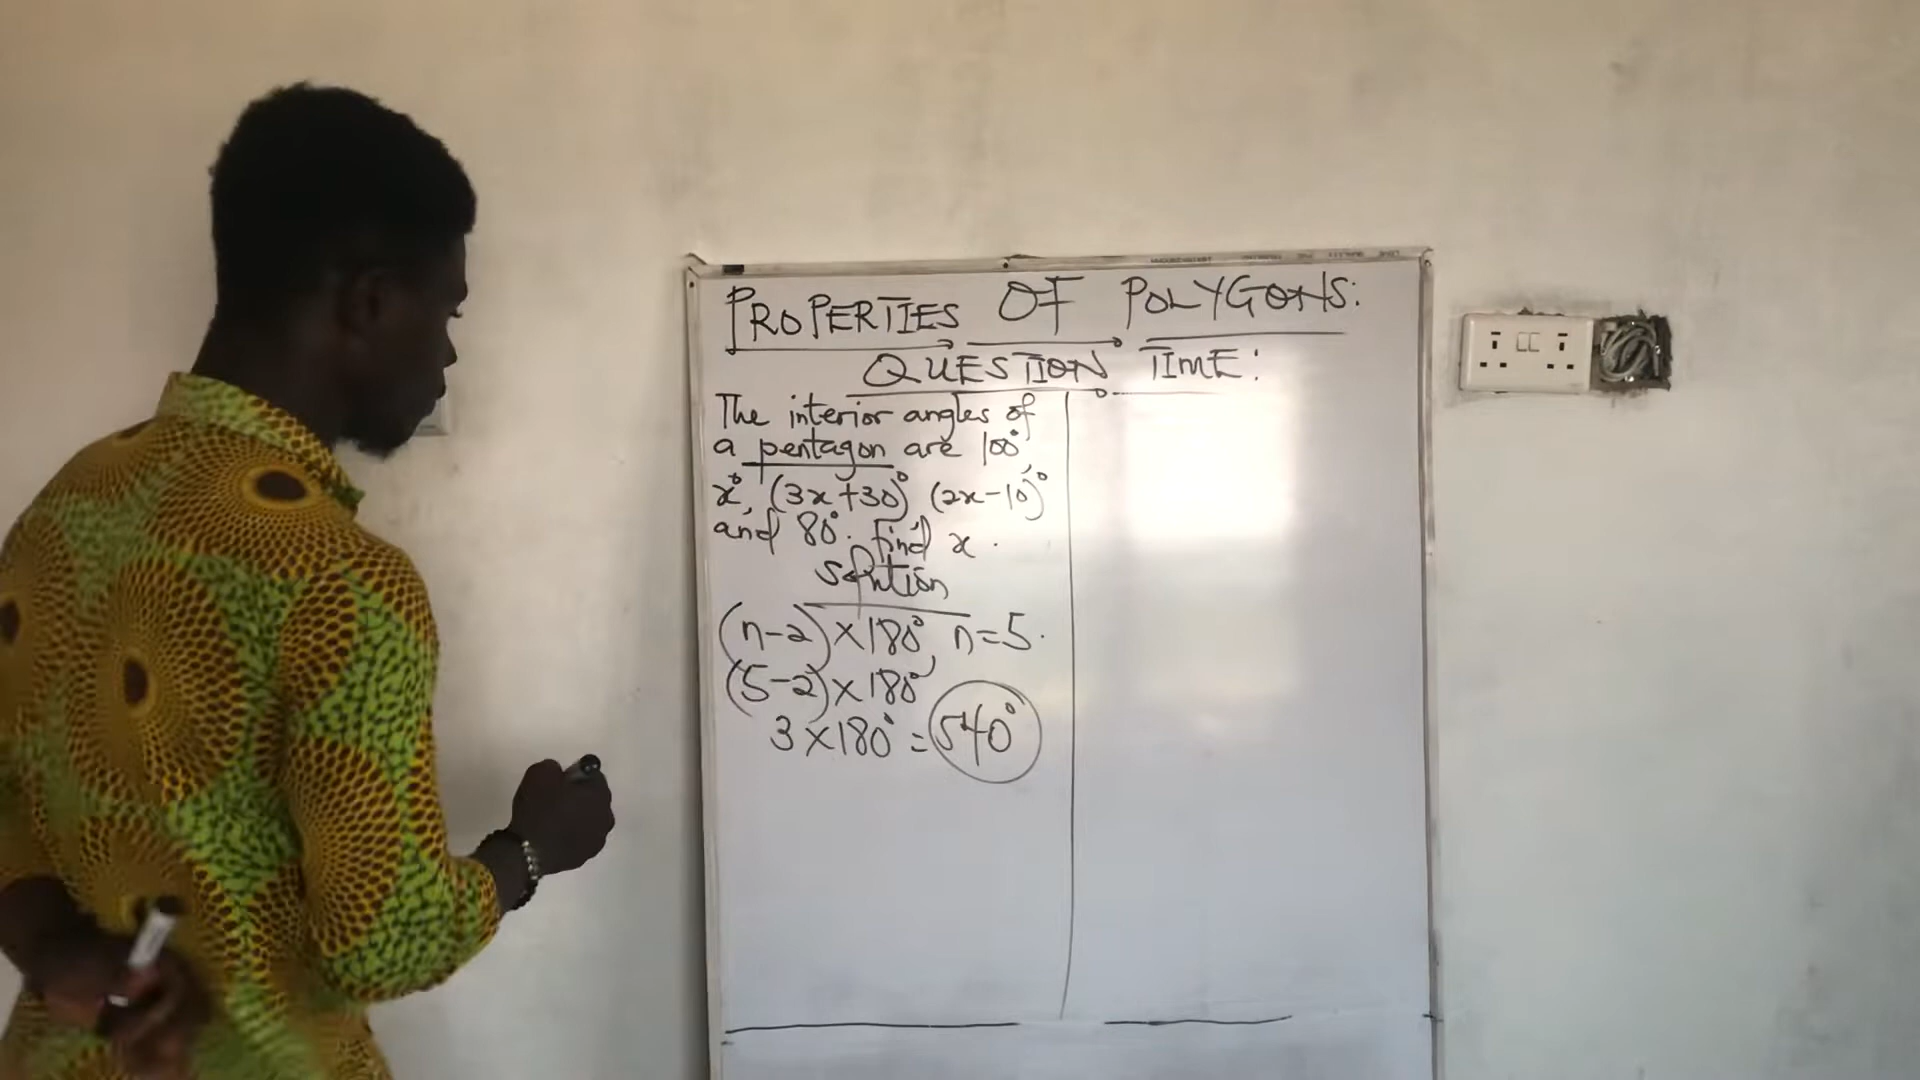 PROPERTIES OF POLYGONS:
QUESTION TIME:
The interior angles of
a pentagon are 100°,
x°, (3x+30)° (2x-10)°
and 80°. find x.
Solution
(n-2)×180°, n=5.
(5-2)×180°
3×180° = 540°